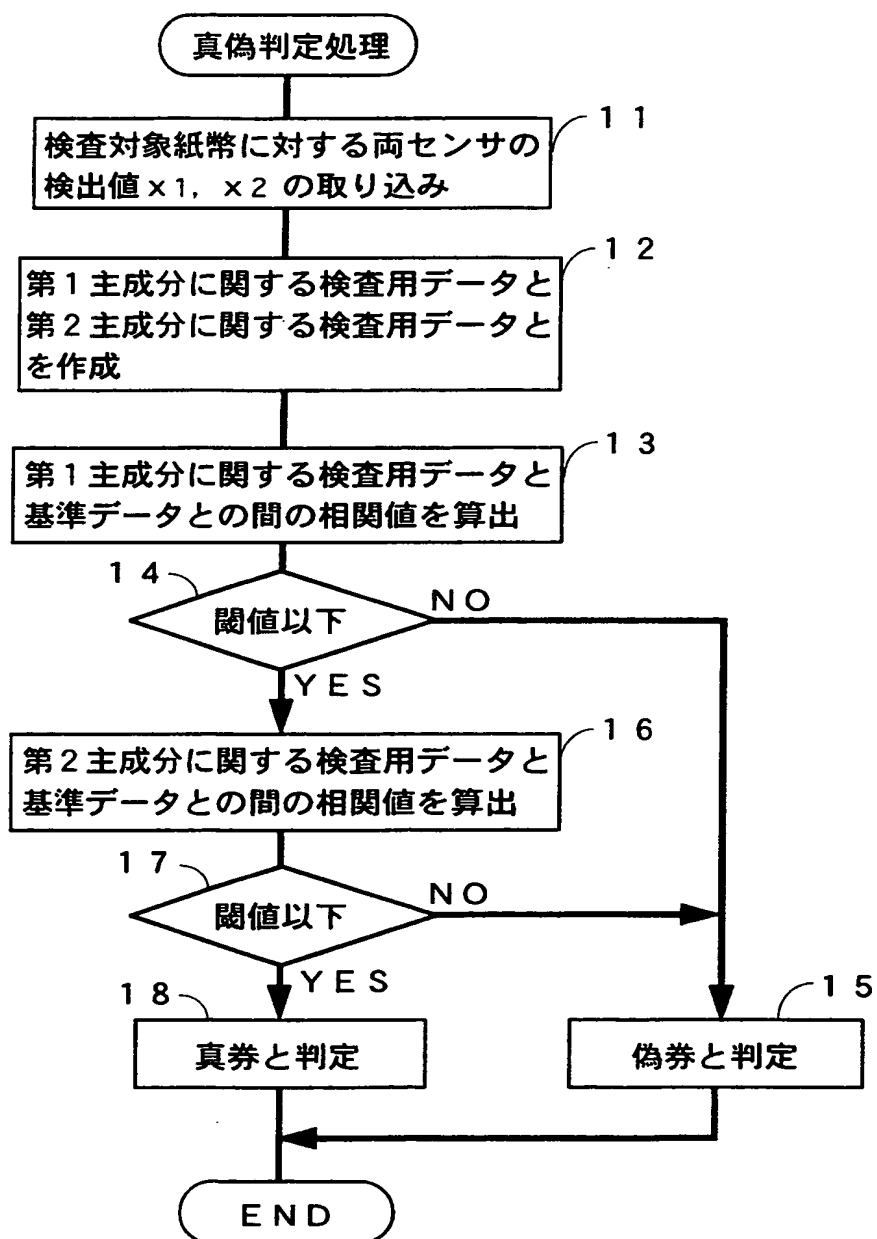 真偽判定処理
11
検査対象紙幣に対する両センサの
検出値x1,x2の取り込み
12
第1主成分に関する検査用データと
第2主成分に関する検査用データと
を作成
13
第1主成分に関する検査用データと
基準データとの間の相関値を算出
14
閾値以下
NO
YES
16
第2主成分に関する検査用データと
基準データとの間の相関値を算出
17
閾値以下
NO
YES
18
真券と判定
15
偽券と判定
END